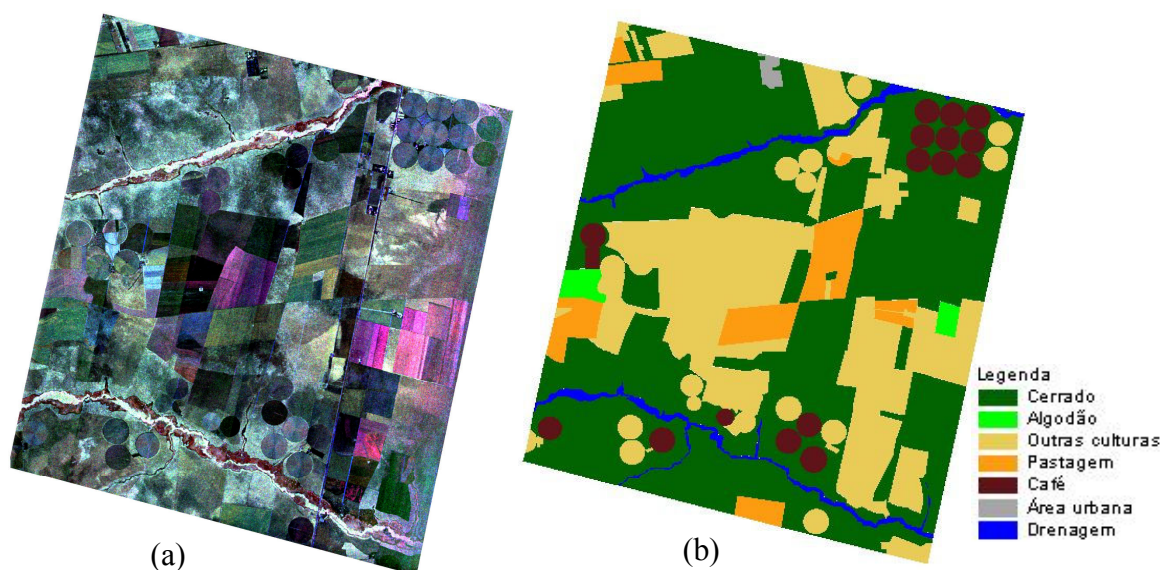 Legenda
Cerrado
Algodão
Outras culturas
Pastagem
Café
Área urbana
Drenagem
(a)
(b)